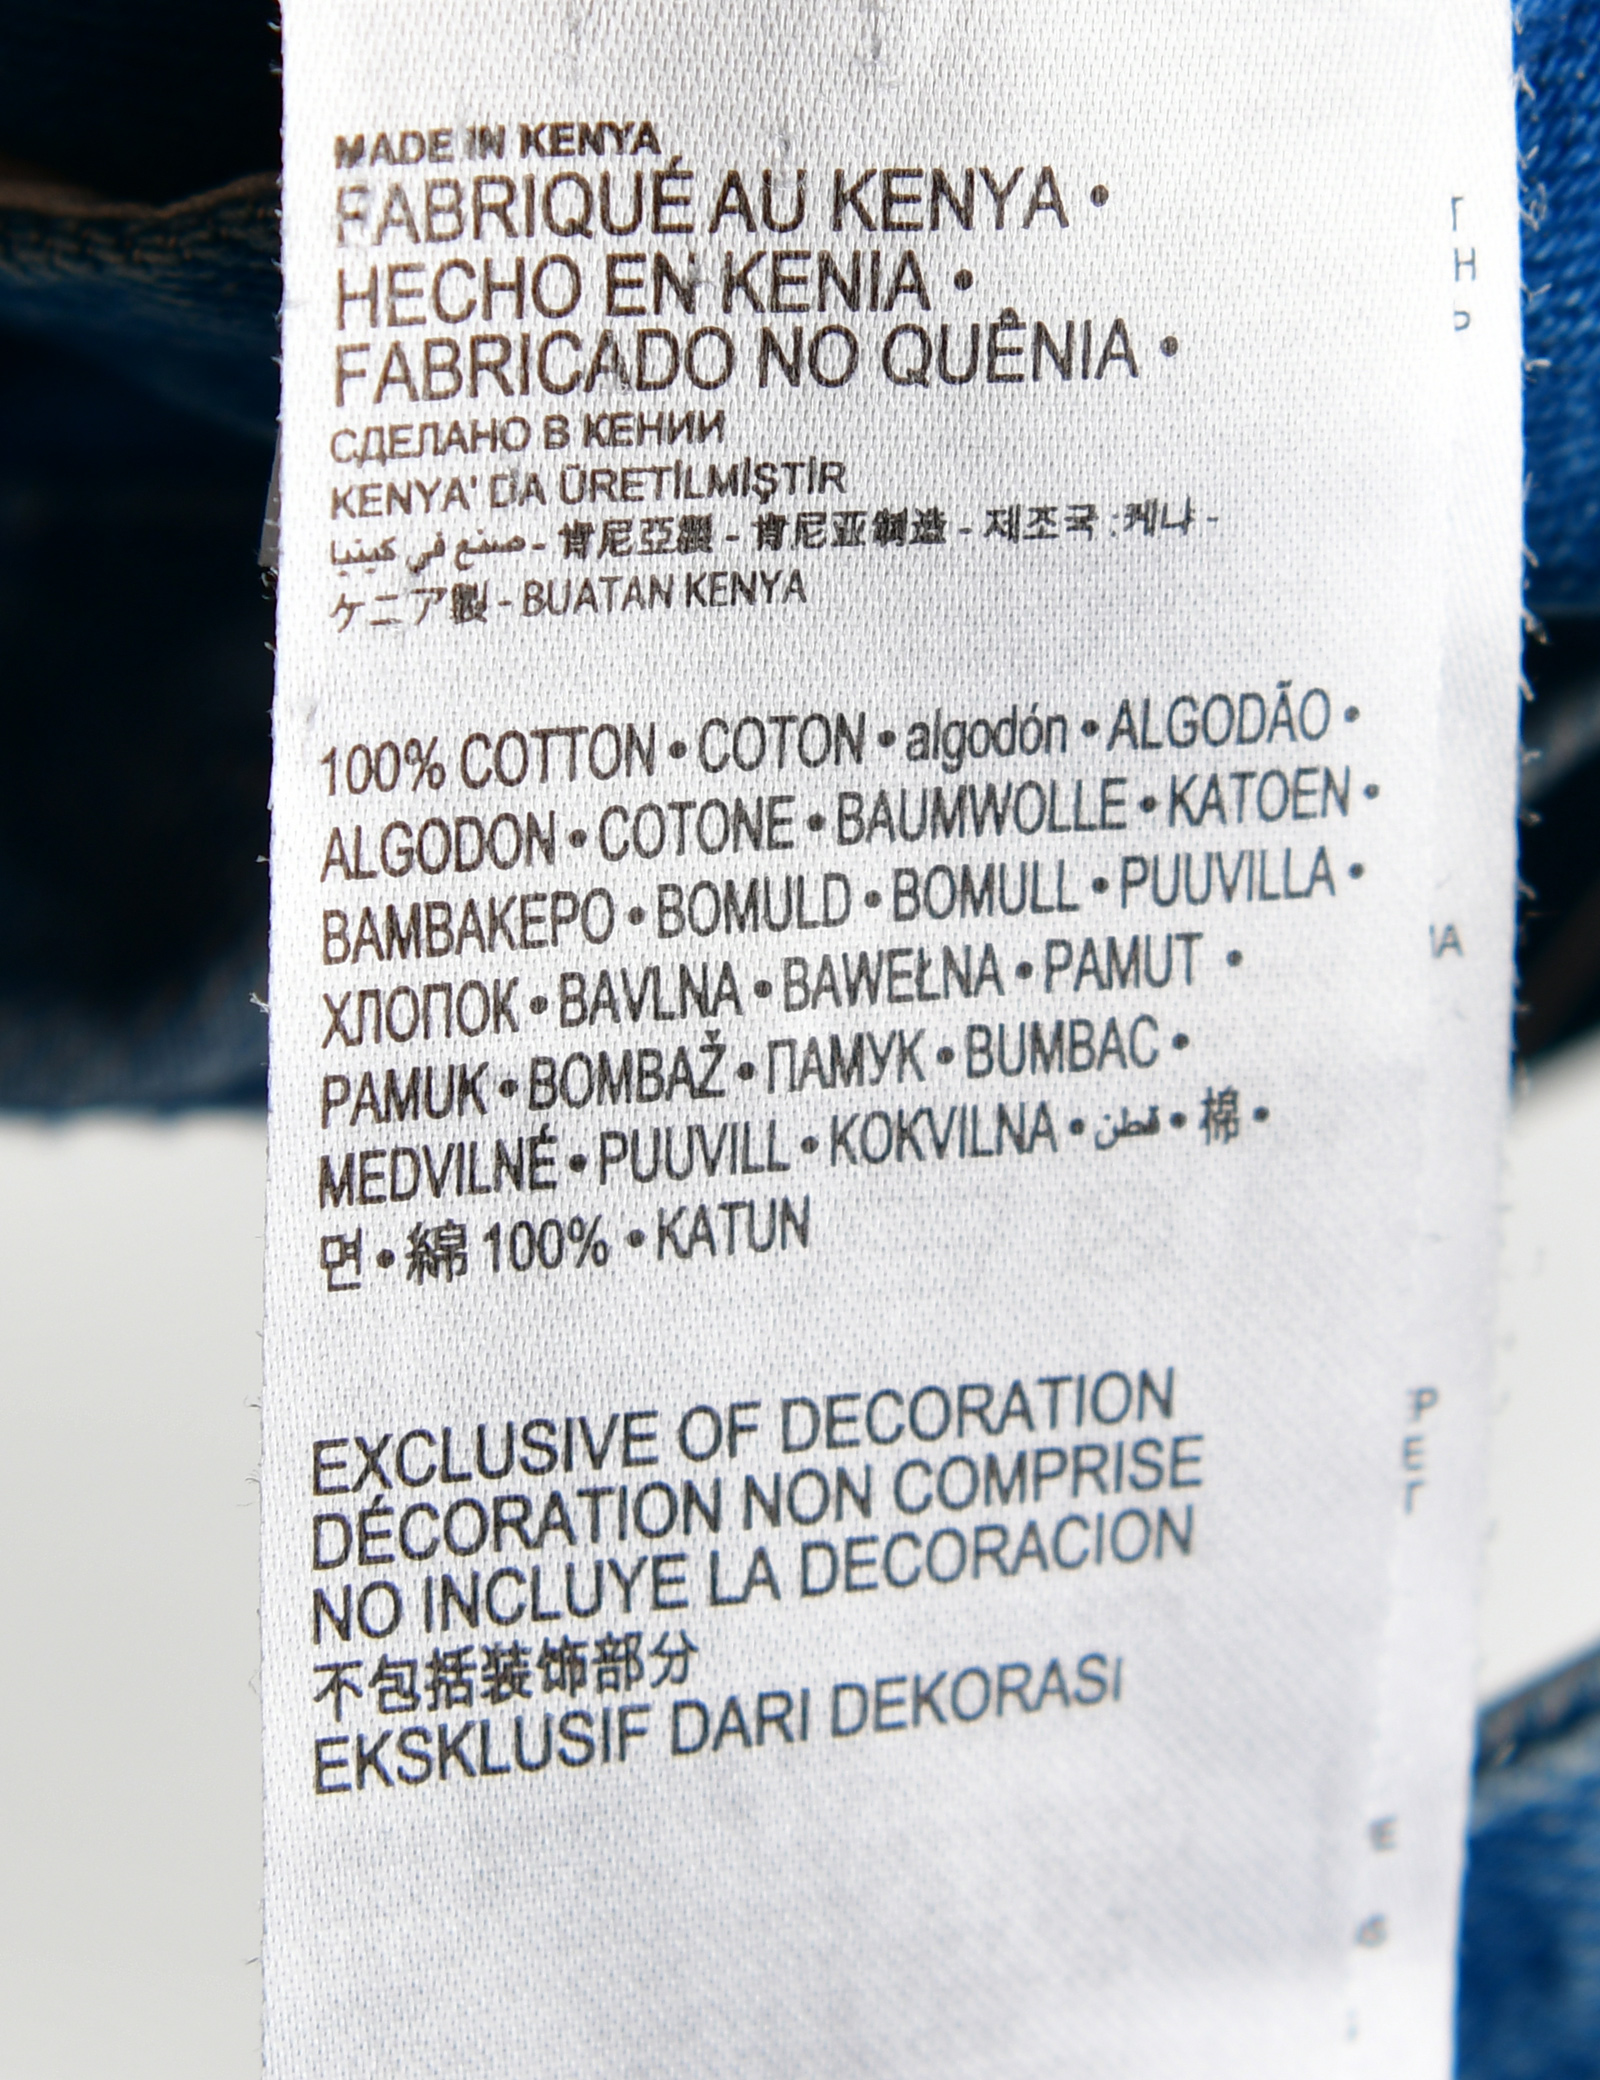 MADE IN KENYA
FABRIQUÉ AU KENYA •
HECHO EN KENIA •
FABRICADO NO QUÊNIA •
СДЕЛАНО В КЕНИИ
KENYA' DA ÜRETİLMİŞTİR
صنع في كينيا - 肯尼亞製 - 肯尼亚制造 - 제조국 :케냐 -
ケニア製 - BUATAN KENYA
100% COTTON • COTON • algodón • ALGODÃO •
ALGODON • COTONE • BAUMWOLLE • KATOEN •
BAMBAKEPO • BOMULD • BOMULL • PUUVILLA •
ХЛОПОК • BAVLNA • BAWEŁNA • PAMUT •
PAMUK • BOMBAŽ • ПАМУК • BUMBAC •
MEDVILNÉ • PUUVILL • KOKVILNA • قطن • 棉 •
면 • 綿 100% • KATUN
EXCLUSIVE OF DECORATION
DÉCORATION NON COMPRISE
NO INCLUYE LA DECORACION
不包括装饰部分
EKSKLUSIF DARI DEKORASI